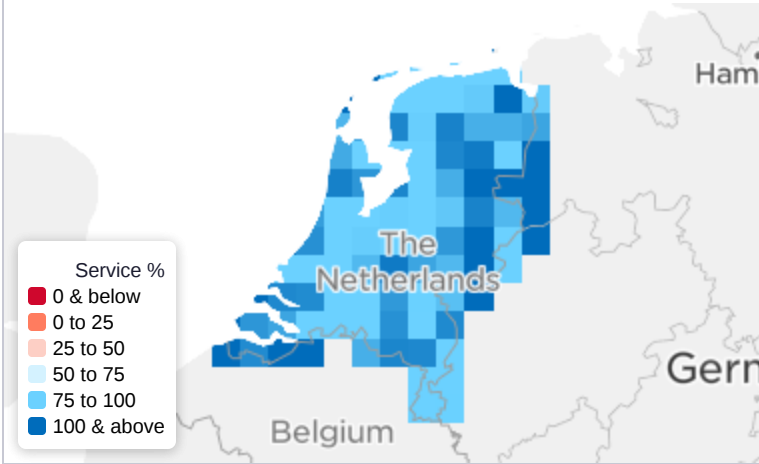 Ham
The
Netherlands
Service %
0 & below
0 to 25
25 to 50
50 to 75
75 to 100
100 & above
Gern
Belgium